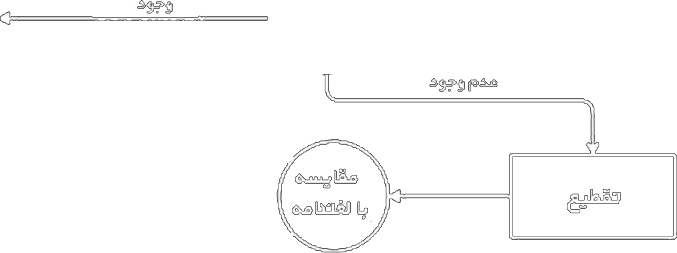 وجود
عدم وجود
تقطیع
مقایسه
با لغتنامه